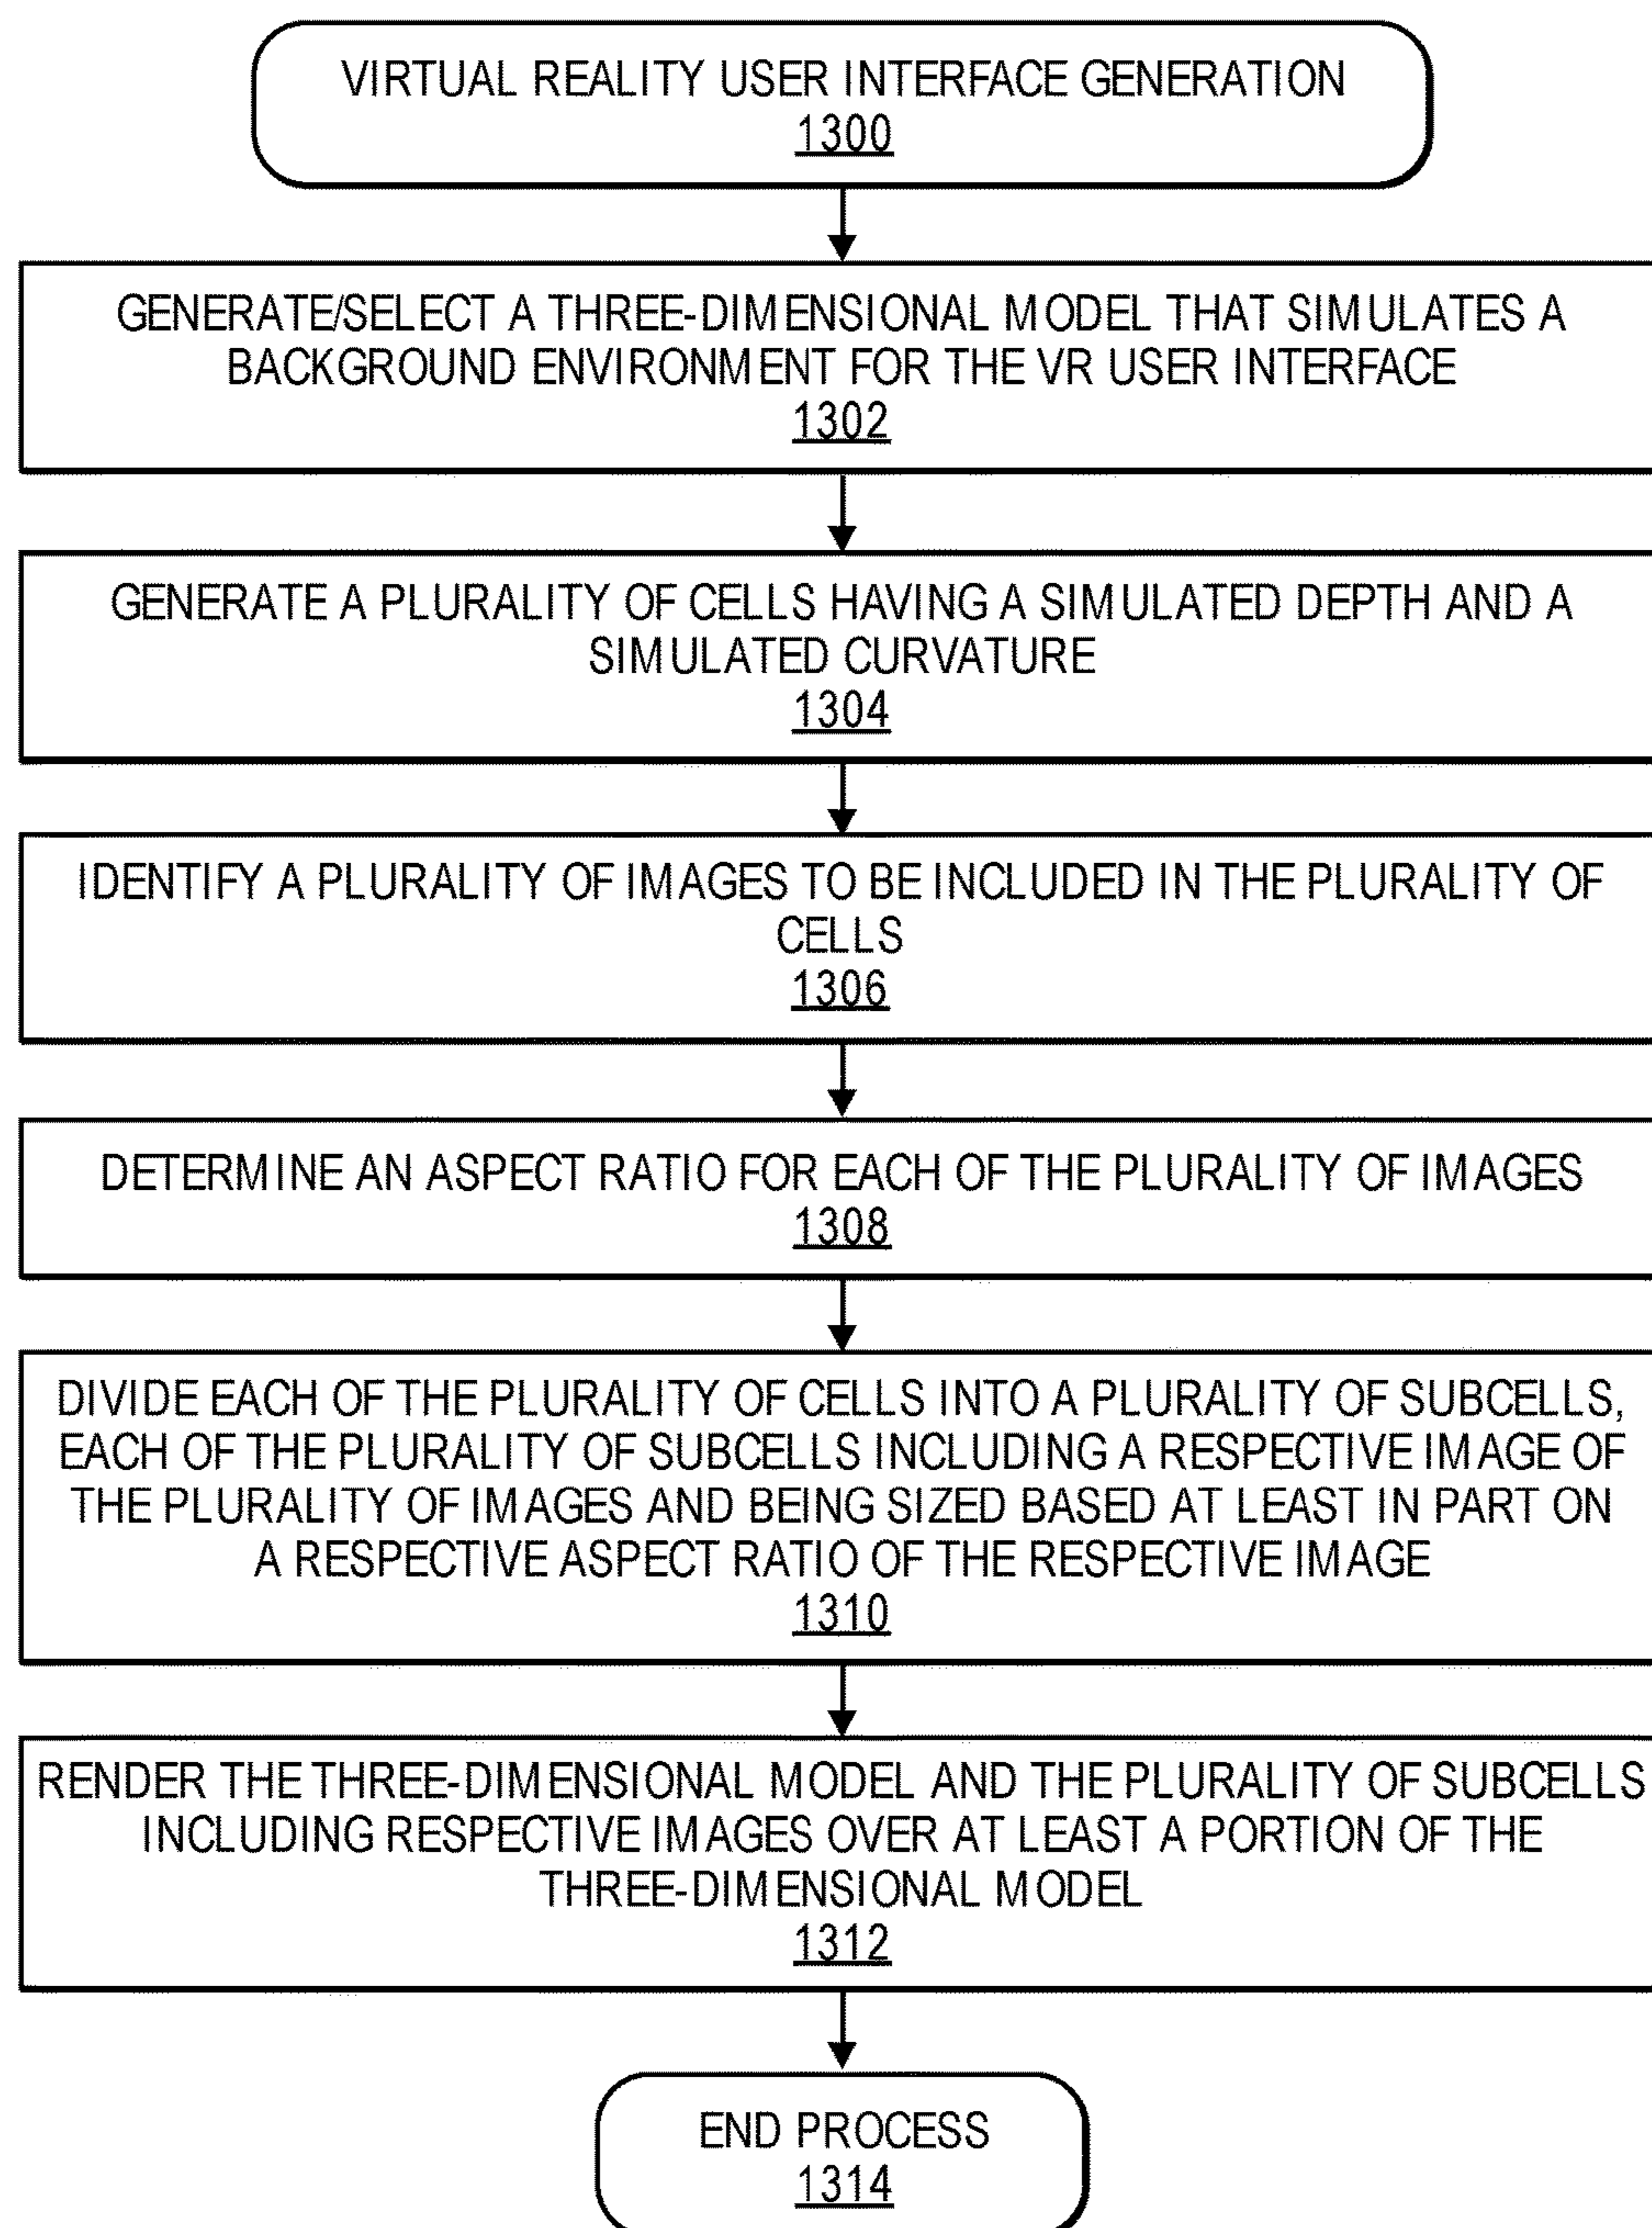 VIRTUAL REALITY USER INTERFACE GENERATION
1300
GENERATE/SELECT A THREE-DIMENSIONAL MODEL THAT SIMULATES A
BACKGROUND ENVIRONMENT FOR THE VR USER INTERFACE
1302
GENERATE A PLURALITY OF CELLS HAVING A SIMULATED DEPTH AND A
SIMULATED CURVATURE
1304
IDENTIFY A PLURALITY OF IMAGES TO BE INCLUDED IN THE PLURALITY OF
CELLS
1306
DETERMINE AN ASPECT RATIO FOR EACH OF THE PLURALITY OF IMAGES
1308
DIVIDE EACH OF THE PLURALITY OF CELLS INTO A PLURALITY OF SUBCELLS,
EACH OF THE PLURALITY OF SUBCELLS INCLUDING A RESPECTIVE IMAGE OF
THE PLURALITY OF IMAGES AND BEING SIZED BASED AT LEAST IN PART ON
A RESPECTIVE ASPECT RATIO OF THE RESPECTIVE IMAGE
1310
RENDER THE THREE-DIMENSIONAL MODEL AND THE PLURALITY OF SUBCELLS
INCLUDING RESPECTIVE IMAGES OVER AT LEAST A PORTION OF THE
THREE-DIMENSIONAL MODEL
1312
END PROCESS
1314